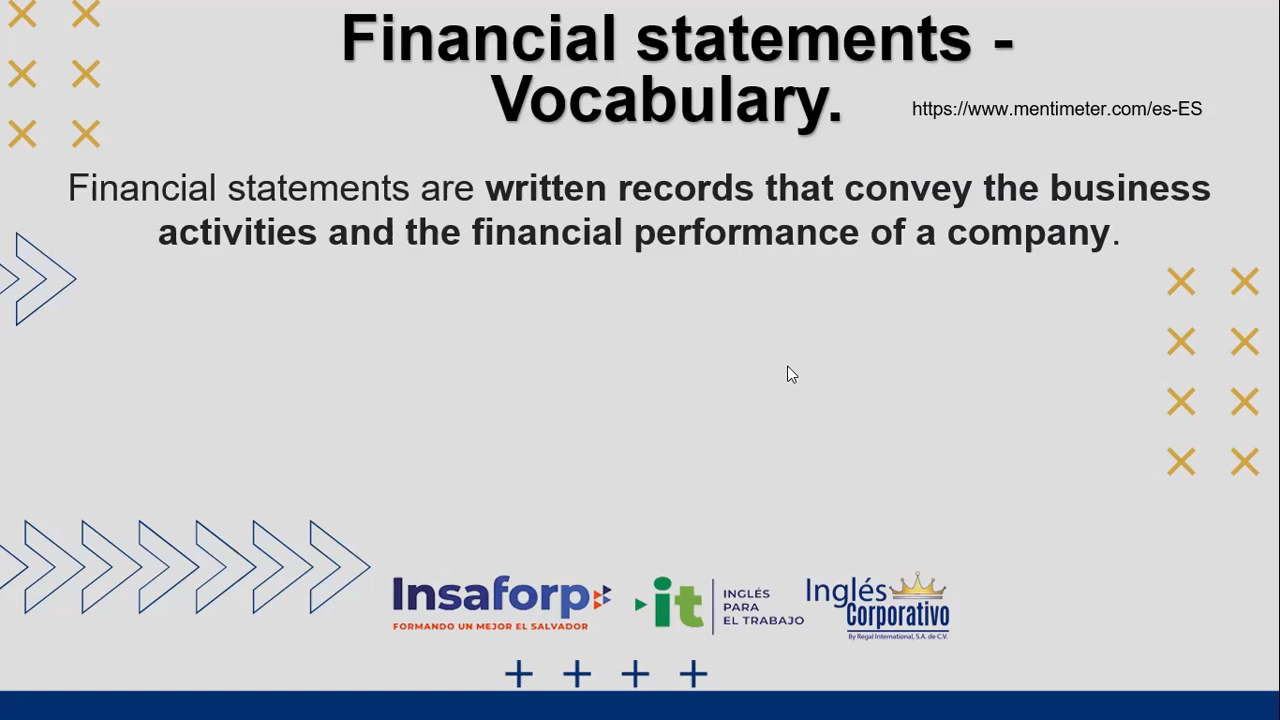 Financial statements -
Vocabulary.
https://www.mentimeter.com/es-ES
Financial statements are written records that convey the business
activities and the financial performance of a company.
Insaforp
FORMANDO UN MEJOR EL SALVADOR
it
INGLÉS
PARA
EL TRABAJO
Inglés
Corporativo
By Regal International, S.A. de C.V.